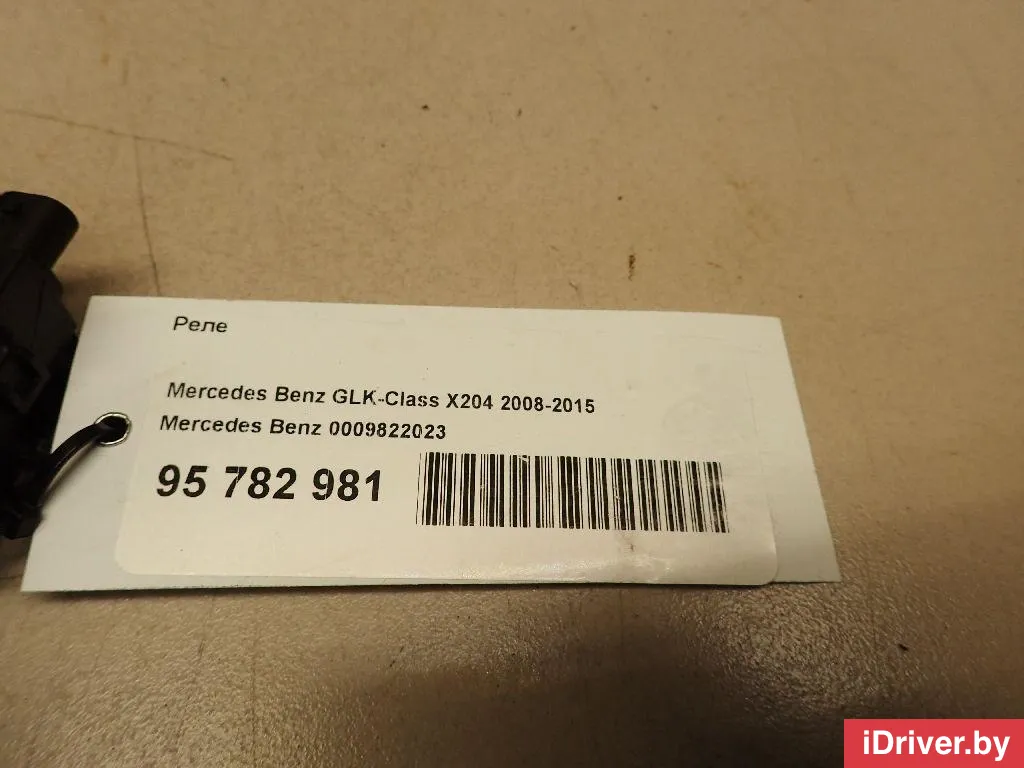 Реле
Mercedes Benz GLK-Class X204 2008-2015
Mercedes Benz 0009822023
95 782 981
iDriver.by